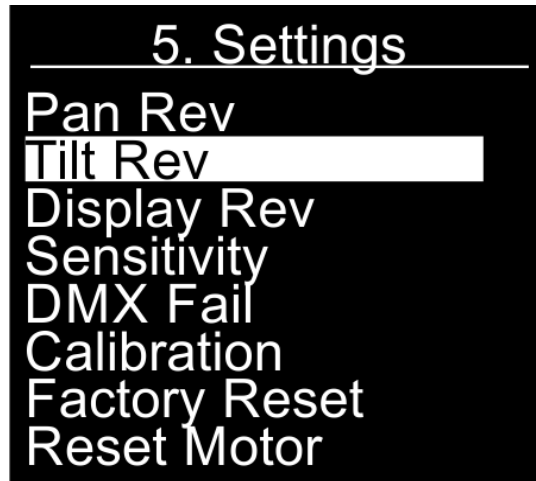 5. Settings
Pan Rev
Tilt Rev
Display Rev
Sensitivity
DMX Fail
Calibration
Factory Reset
Reset Motor